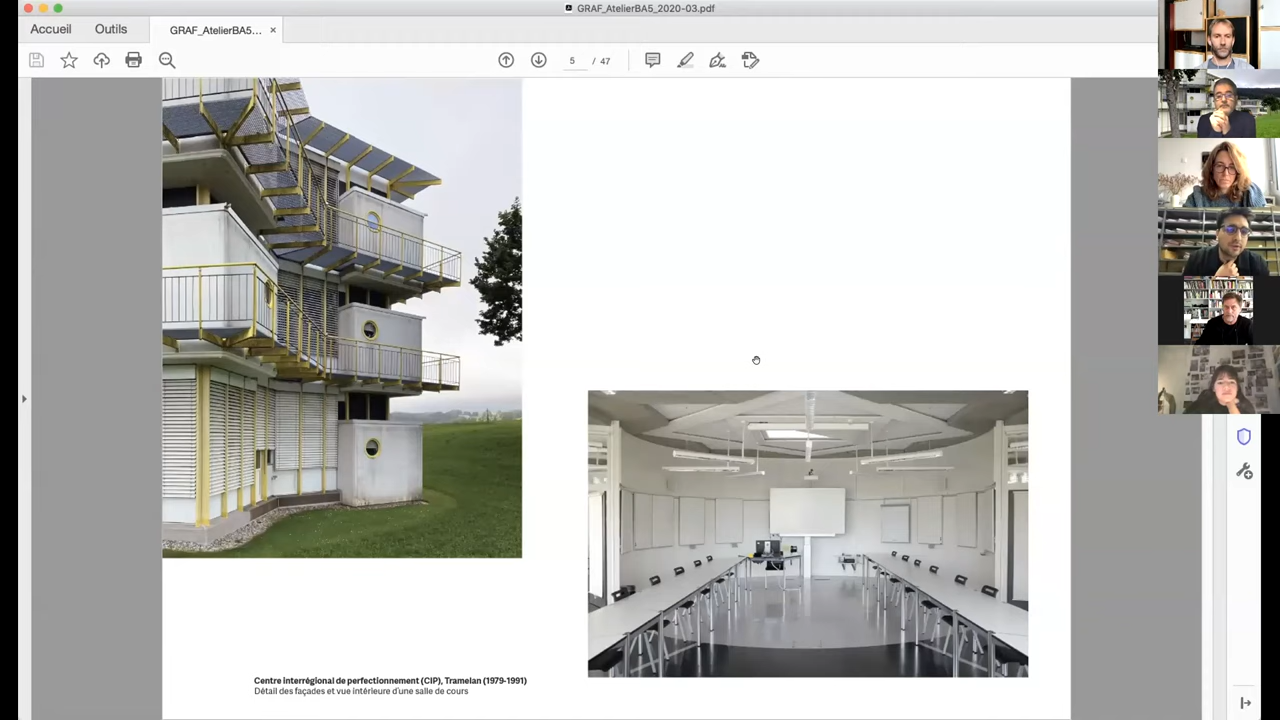 GRAF_AtelierBA5_2020-03.pdf
Accueil Outils GRAF_AtelierBA5... ×
5 / 47
Centre interrégional de perfectionnement (CIP), Tramelan (1979-1991)
Détail des façades et vue intérieure d'une salle de cours